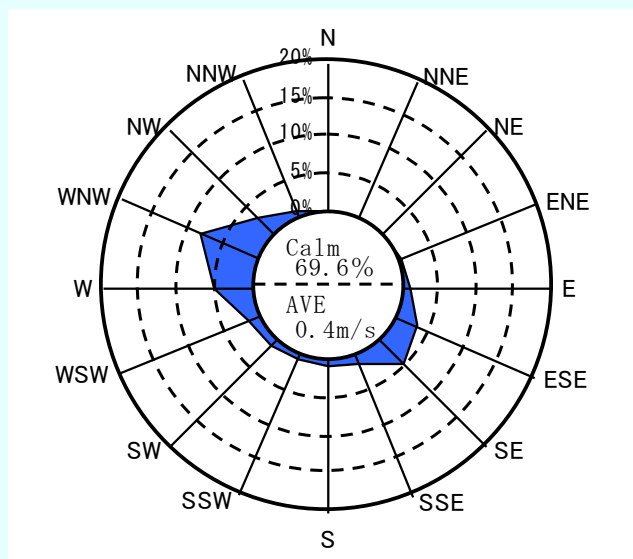 N
20%
NNW
NNE
15%
NW
NE
10%
5%
WNW
ENE
0%
Calm
69.6%
W
E
AVE
0.4m/s
WSW
ESE
SW
SE
SSW
SSE
S